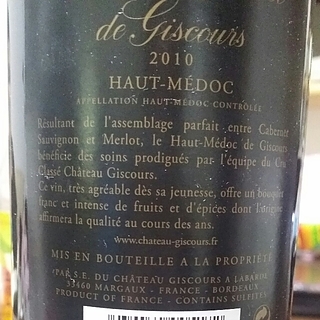 de Giscours
2010
HAUT-MÉDOC
APPELLATION HAUT-MÉDOC CONTRÔLÉE
Résultant de l'assemblage parfait entre Cabernet
Sauvignon et Merlot, le Haut-Médoc de Giscours
bénéficie des soins prodigués par l'équipe du Cru
Classé Château Giscours.
Ce vin, très agréable dès sa jeunesse, offre un bouquet
franc et intense de fruits et d'épices dont l'origine
affirmera la qualité au cours des ans.
www.chateau-giscours.fr
MIS EN BOUTEILLE A LA PROPRIÉTÉ
PAR S.E. DU CHÂTEAU GISCOURS A LABARDE
33460 MARGAUX - FRANCE - BORDEAUX
PRODUCT OF FRANCE - CONTAINS SULFITES